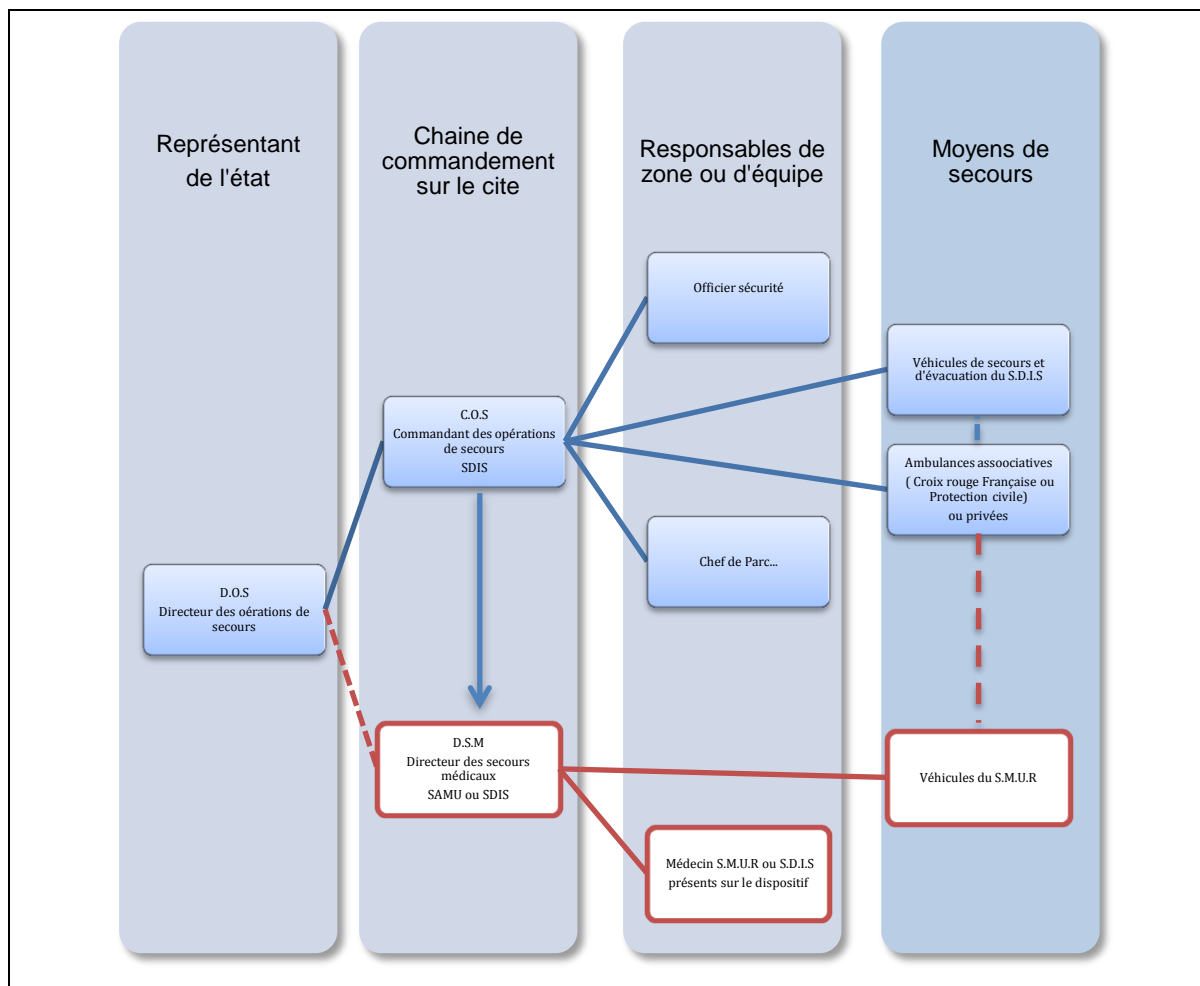 Représentant
de l'état
Chaine de
commandement
sur le cite
Responsables de
zone ou d'équipe
Moyens de
secours
Officier sécurité
Véhicules de secours et
d'évacuation du S.D.I.S
C.O.S
Commandant des opérations
de secours
SDIS
Ambulances assoociatives
( Croix rouge Française ou
Protection civile)
ou privées
Chef de Parc...
D.O.S
Directeur des oérations de
secours
D.S.M
Directeur des secours
médicaux
SAMU ou SDIS
Véhicules du S.M.U.R
Médecin S.M.U.R ou S.D.I.S
présents sur le dispositif